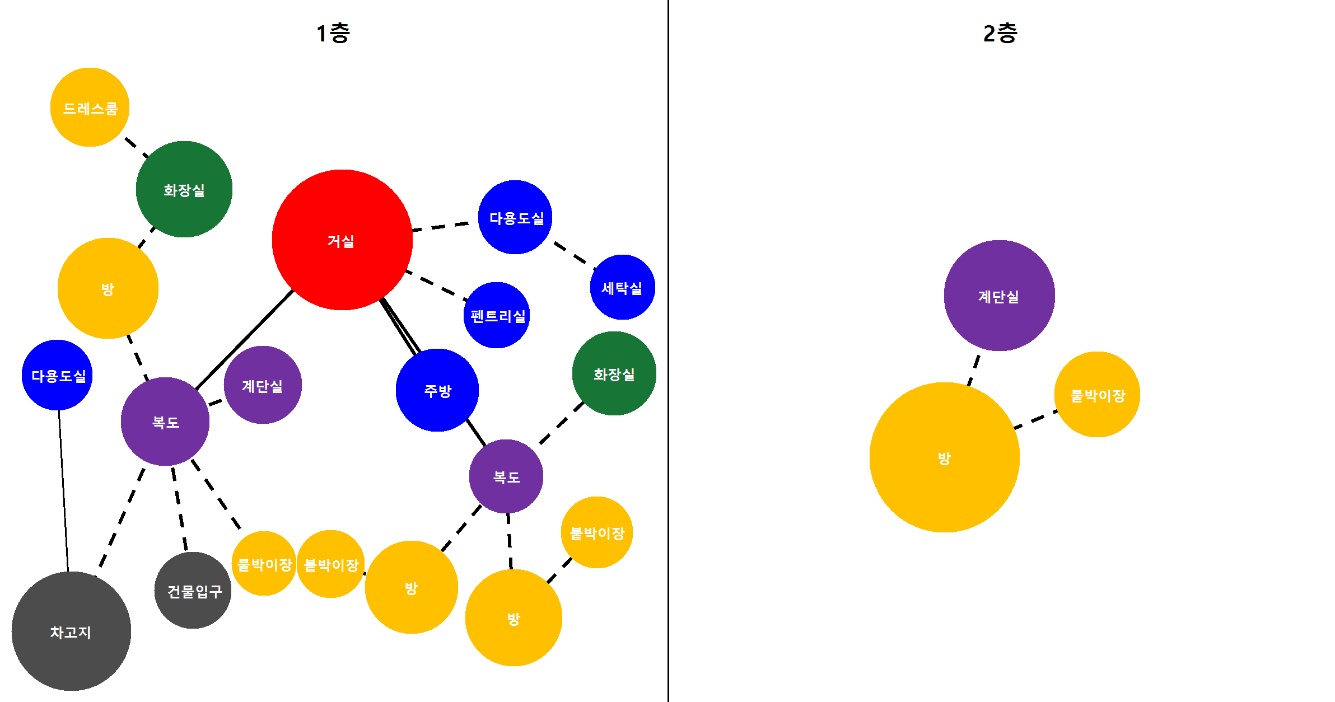 1층
2층
드레스룸
화장실
거실
다용도실
방
세탁실
펜트리실
계단실
다용도실
화장실
계단실
주방
붙박이장
복도
방
복도
붙박이장
붙박이장
붙박이장
방
건물입구
방
차고지